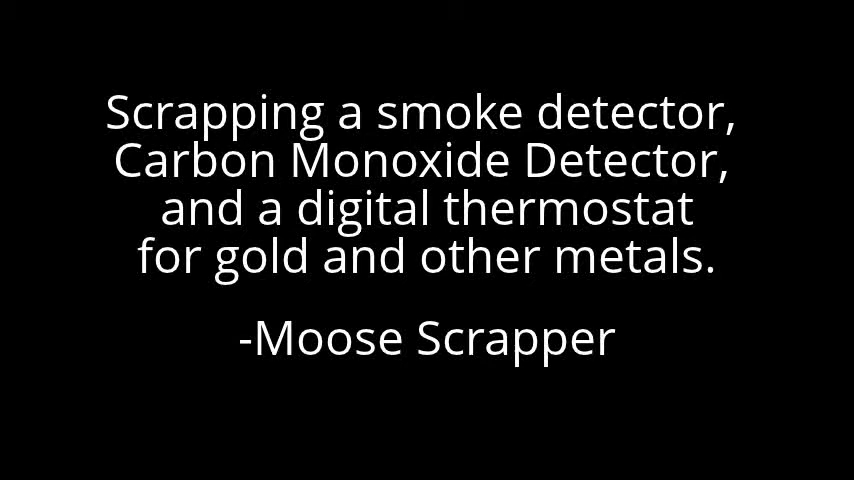 Scrapping a smoke detector,
Carbon Monoxide Detector,
and a digital thermostat
for gold and other metals.
-Moose Scrapper